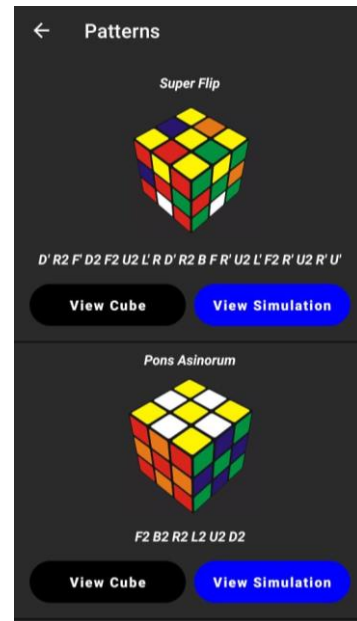 Patterns
Super Flip
D' R2 F' D2 F2 U2 L' R D' R2 B F R' U2 L' F2 R' U2 R' U'
View Cube
View Simulation
Pons Asinorum
F2 B2 R2 L2 U2 D2
View Cube
View Simulation